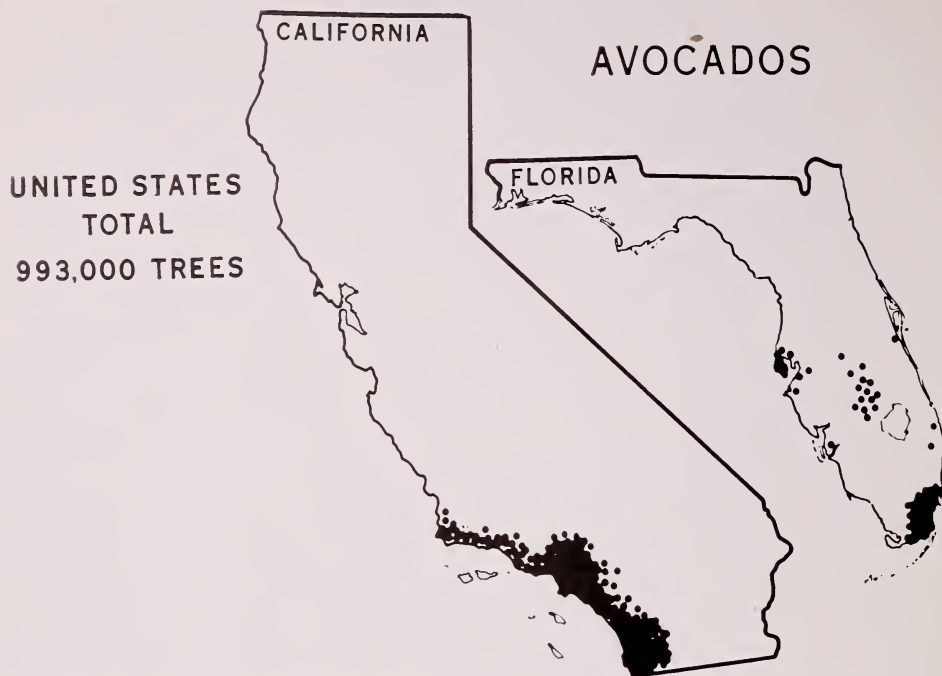 CALIFORNIA
AVOCADOS
UNITED STATES
TOTAL
993,000 TREES
FLORIDA